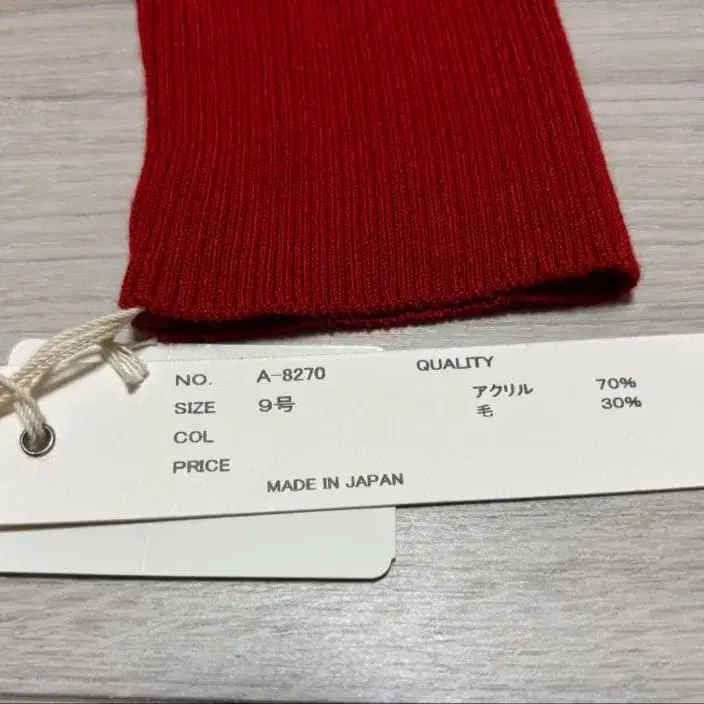 NO. A-8270
SIZE 9号
COL
PRICE
MADE IN JAPAN
QUALITY
アクリル 70%
毛 30%